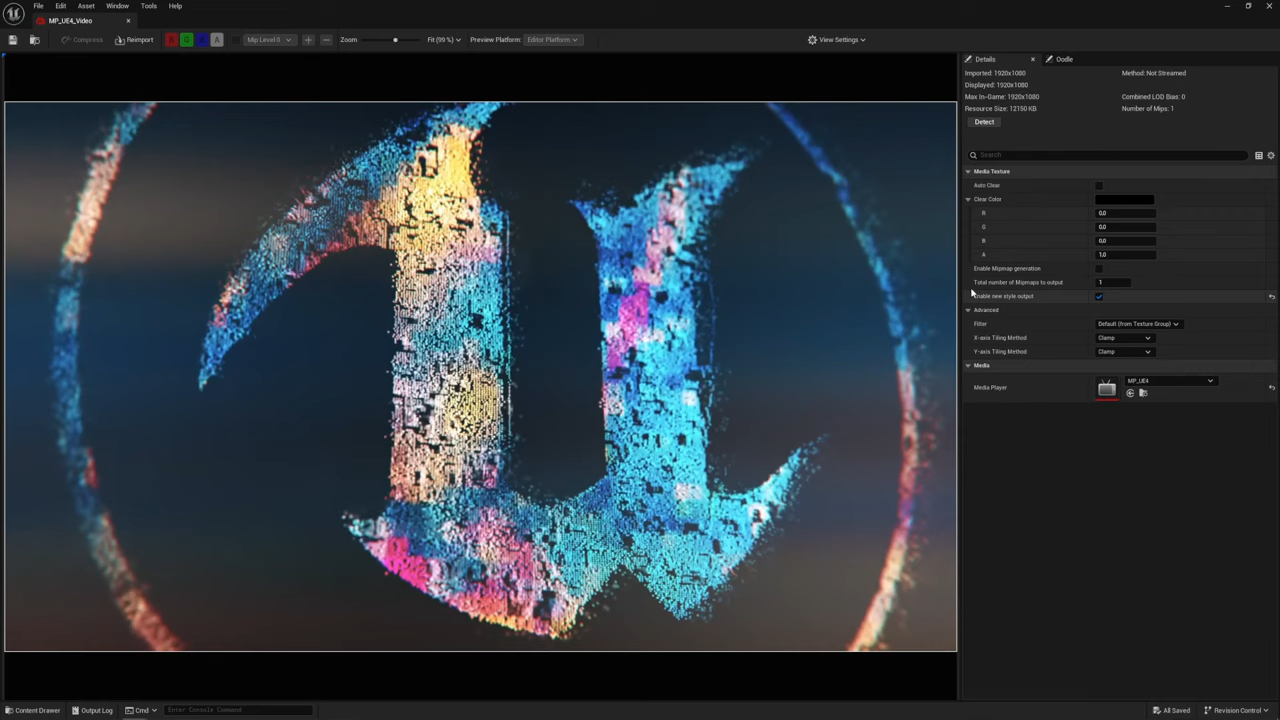 File Edit Asset Window Tools Help
MP_UE4_Video
Compress Reimport R G B A Mip Level 0 Zoom Fit (99 %) Preview Platform: Editor Platform View Settings
Details Oodle
Imported: 1920x1080 Method: Not Streamed
Displayed: 1920x1080
Max In-Game: 1920x1080 Combined LOD Bias: 0
Resource Size: 12150 KB Number of Mips: 1
Detect
Search
Media Texture
Auto Clear
Clear Color
R 0.0
G 0.0
B 0.0
A 1.0
Enable Mipmap generation
Total number of Mipmaps to output 1
Enable new style output
Advanced
Filter Default (from Texture Group)
X-axis Tiling Method Clamp
Y-axis Tiling Method Clamp
Media
Media Player MP_UE4
Content Drawer Output Log Cmd Enter Console Command All Saved Revision Control